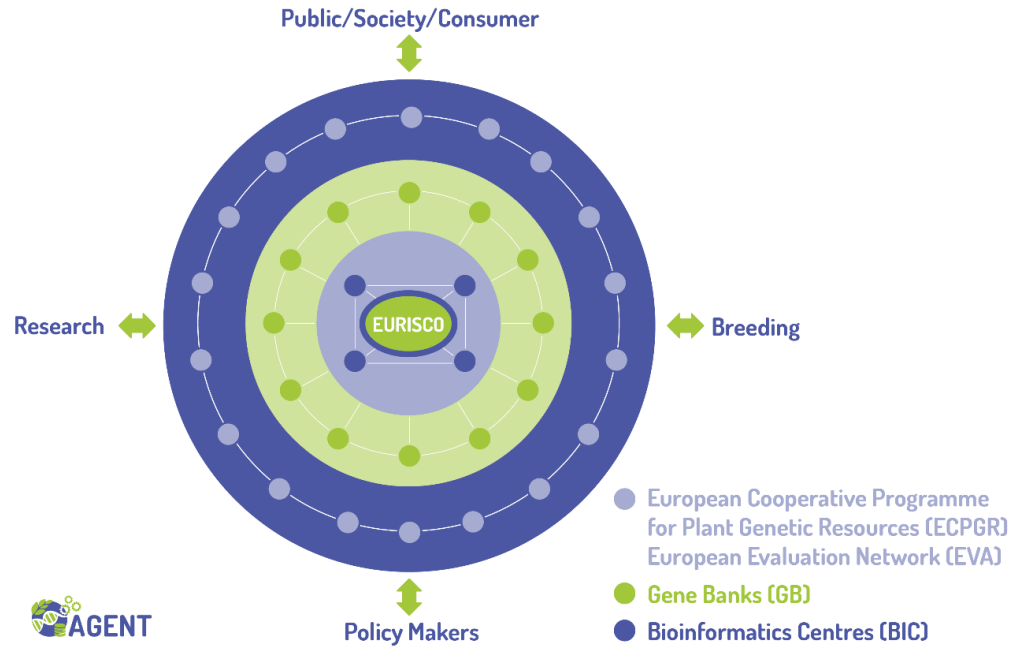 Public/Society/Consumer
Research
EURISCO
Breeding
European Cooperative Programme
for Plant Genetic Resources (ECPGR)
European Evaluation Network (EVA)
Gene Banks (GB)
Bioinformatics Centres (BIC)
Policy Makers
AGENT